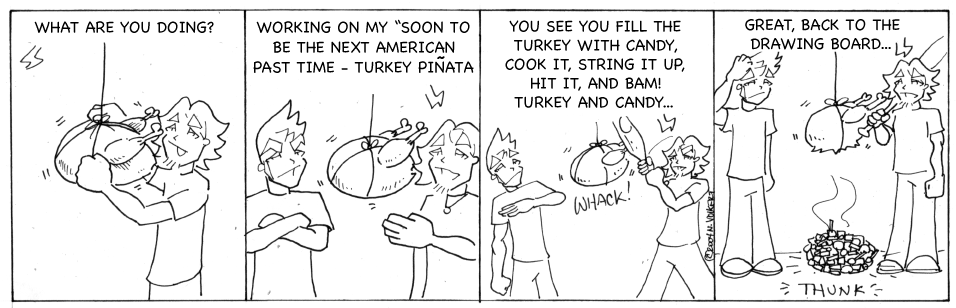 WHAT ARE YOU DOING?
WORKING ON MY "SOON TO
BE THE NEXT AMERICAN
PAST TIME - TURKEY PIÑATA
YOU SEE YOU FILL THE
TURKEY WITH CANDY,
COOK IT, STRING IT UP,
HIT IT, AND BAM!
TURKEY AND CANDY...
WHACK!
GREAT, BACK TO THE
DRAWING BOARD...
THUNK